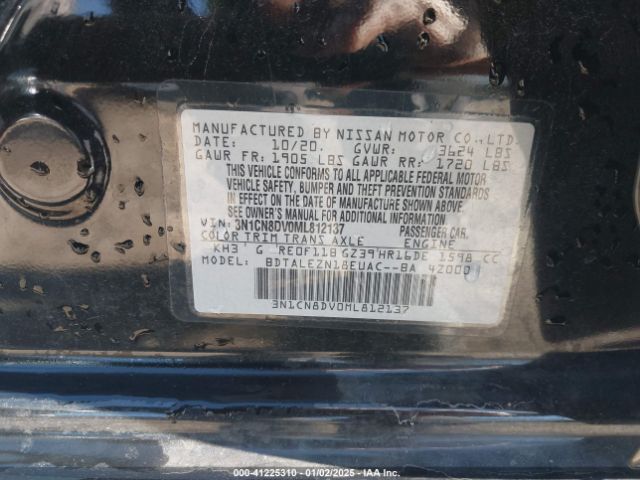 MANUFACTURED BY NISSAN MOTOR CO.,LTD.
DATE: 10/20. GVWR: 3624 LBS
GAWR FR: 1905 LBS GAWR RR: 1720 LBS
THIS VEHICLE CONFORMS TO ALL APPLICABLE FEDERAL MOTOR
VEHICLE SAFETY, BUMPER AND THEFT PREVENTION STANDARDS
IN EFFECT ON THE DATE OF MANUFACTURE SHOWN ABOVE.
SEE OWNER'S MANUAL FOR ADDITIONAL INFORMATION
VIN: 3N1CN8DV0ML812137 PASSENGER CAR.
COLOR TRIM TRANS AXLE ENGINE
KH3 G RE0F11B GZ39 HR16DE 1598 CC
MODEL: BDTALEZN18EUAC--BA 42000
3N1CN8DV0ML812137
000-41225310 - 01/02/2025 - IAA Inc.